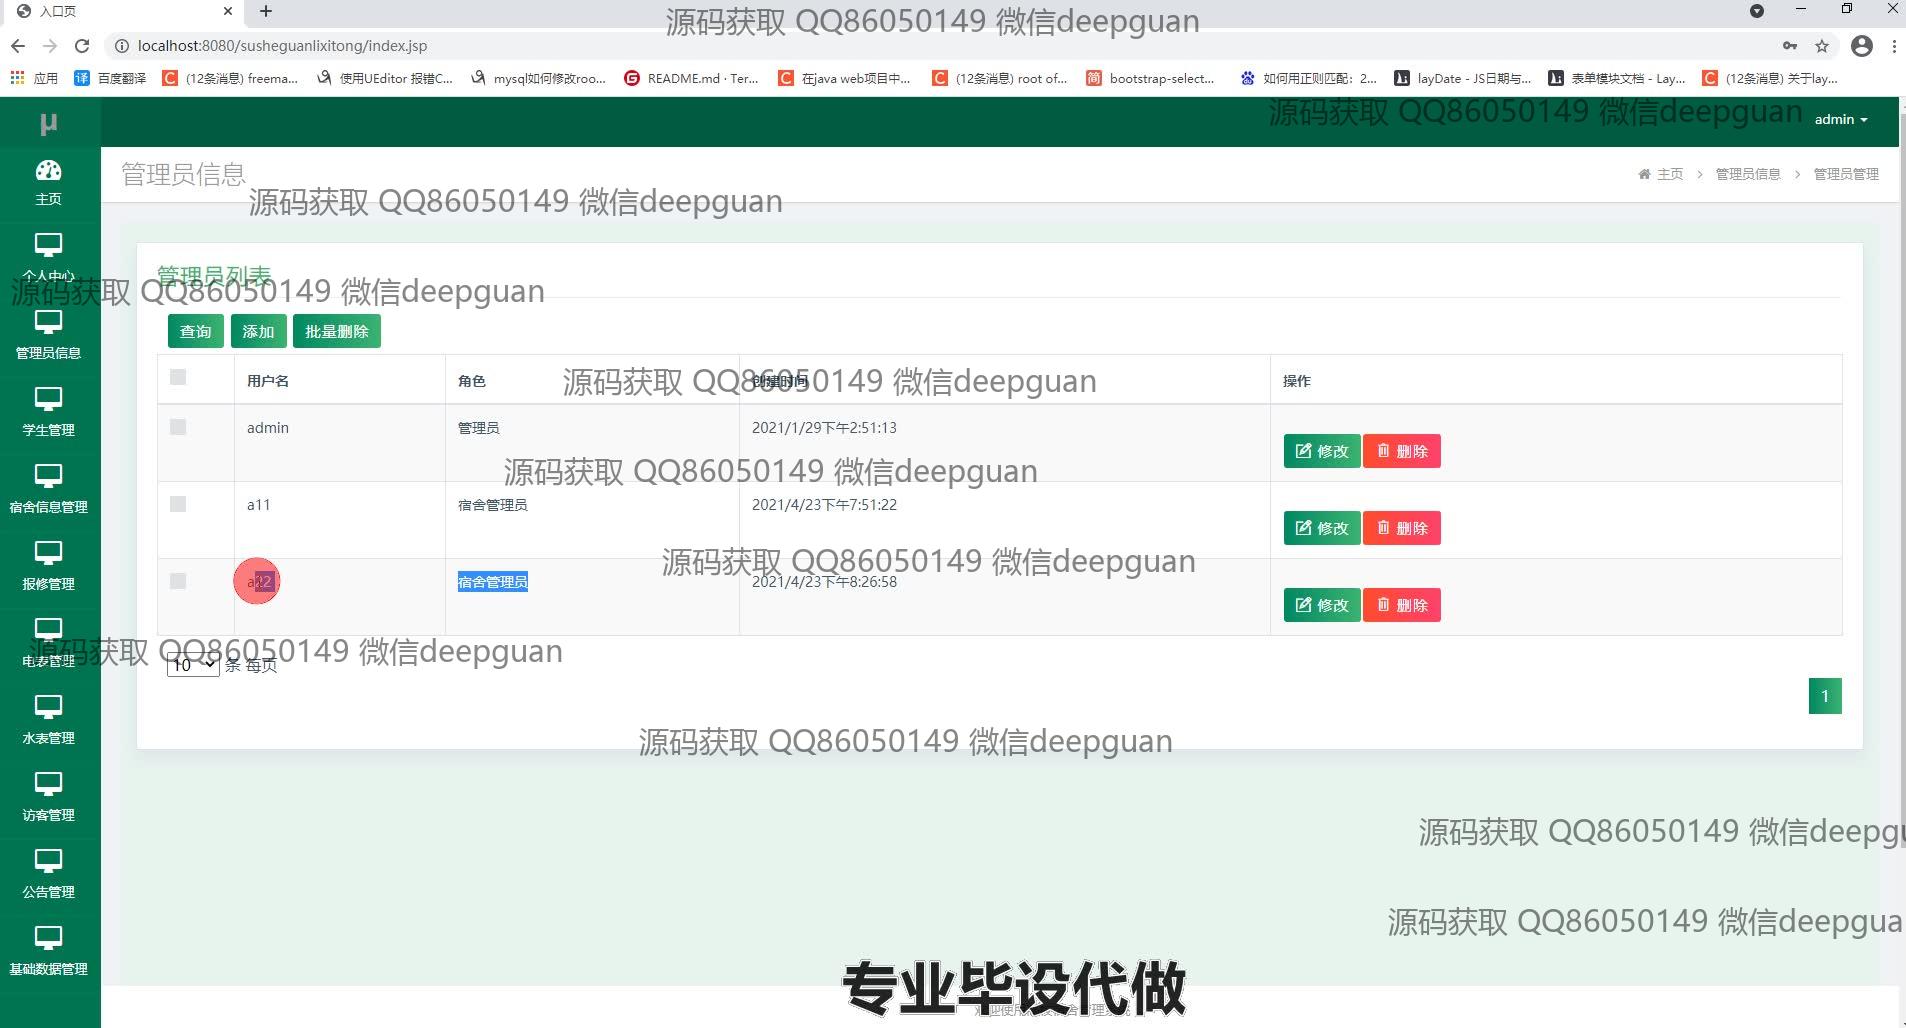 入口页
源码获取 QQ86050149 微信deepguan
localhost:8080/susheguanlixitong/index.jsp
应用 百度翻译 (12条消息) freema... 使用UEditor 报错C... mysql如何修改roo... README.md · Ter... 在java web项目中... (12条消息) root of... bootstrap-select... 如何用正则匹配：2... layDate - JS日期与... 表单模块文档 - Lay... (12条消息) 关于lay...
μ
源码获取 QQ86050149 微信deepguan
admin
主页
管理员信息
主页 > 管理员信息 > 管理员管理
源码获取 QQ86050149 微信deepguan
个人中心
管理员列表
源码获取 QQ86050149 微信deepguan
查询 添加 批量删除
管理员信息
用户名 角色 创建时间 操作
源码获取 QQ86050149 微信deepguan
学生管理
admin 管理员 2021/1/29下午2:51:13 修改 删除
源码获取 QQ86050149 微信deepguan
宿舍信息管理
a11 宿舍管理员 2021/4/23下午7:51:22 修改 删除
源码获取 QQ86050149 微信deepguan
报修管理
a22 宿舍管理员 2021/4/23下午8:26:58 修改 删除
源码获取 QQ86050149 微信deepguan
电表管理
10 条 每页
1
水表管理
源码获取 QQ86050149 微信deepguan
访客管理
源码获取 QQ86050149 微信deepgu
公告管理
源码获取 QQ86050149 微信deepgua
基础数据管理
专业毕设代做